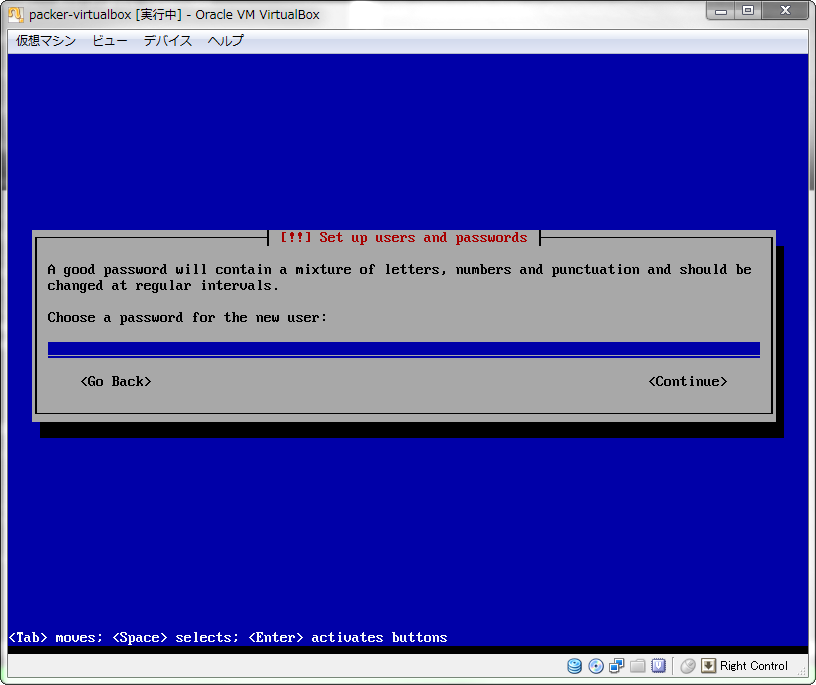 packer-virtualbox [実行中] - Oracle VM VirtualBox
仮想マシン ビュー デバイス ヘルプ
[!!] Set up users and passwords
A good password will contain a mixture of letters, numbers and punctuation and should be
changed at regular intervals.
Choose a password for the new user:
<Go Back> <Continue>
<Tab> moves; <Space> selects; <Enter> activates buttons
Right Control